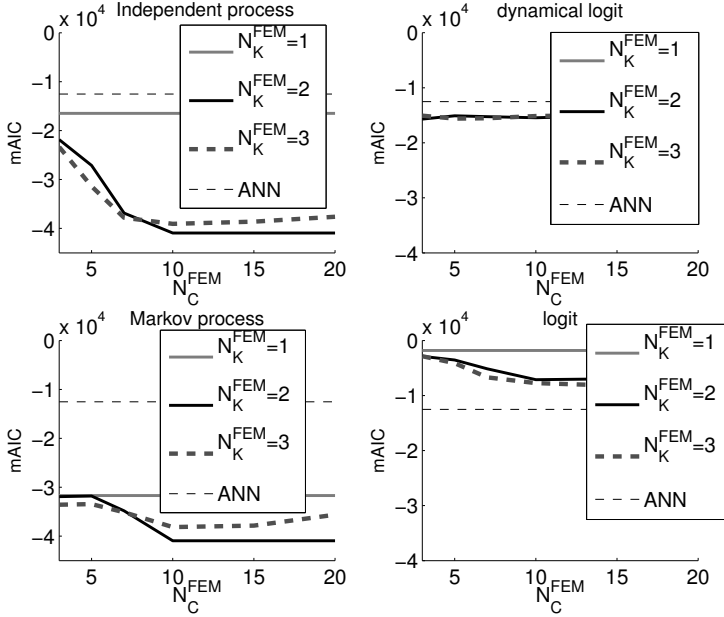 Independent process
x 10^4
0
−1
−2
−3
−4
mAIC
5
10
15
20
N_C^FEM
N_K^FEM=1
N_K^FEM=2
N_K^FEM=3
ANN
dynamical logit
x 10^4
0
−1
−2
−3
−4
mAIC
5
10
15
20
N_C^FEM
N_K^FEM=1
N_K^FEM=2
N_K^FEM=3
ANN
Markov process
x 10^4
0
−1
−2
−3
−4
mAIC
5
10
15
20
N_C^FEM
N_K^FEM=1
N_K^FEM=2
N_K^FEM=3
ANN
logit
x 10^4
0
−1
−2
−3
−4
mAIC
5
10
15
20
N_C^FEM
N_K^FEM=1
N_K^FEM=2
N_K^FEM=3
ANN